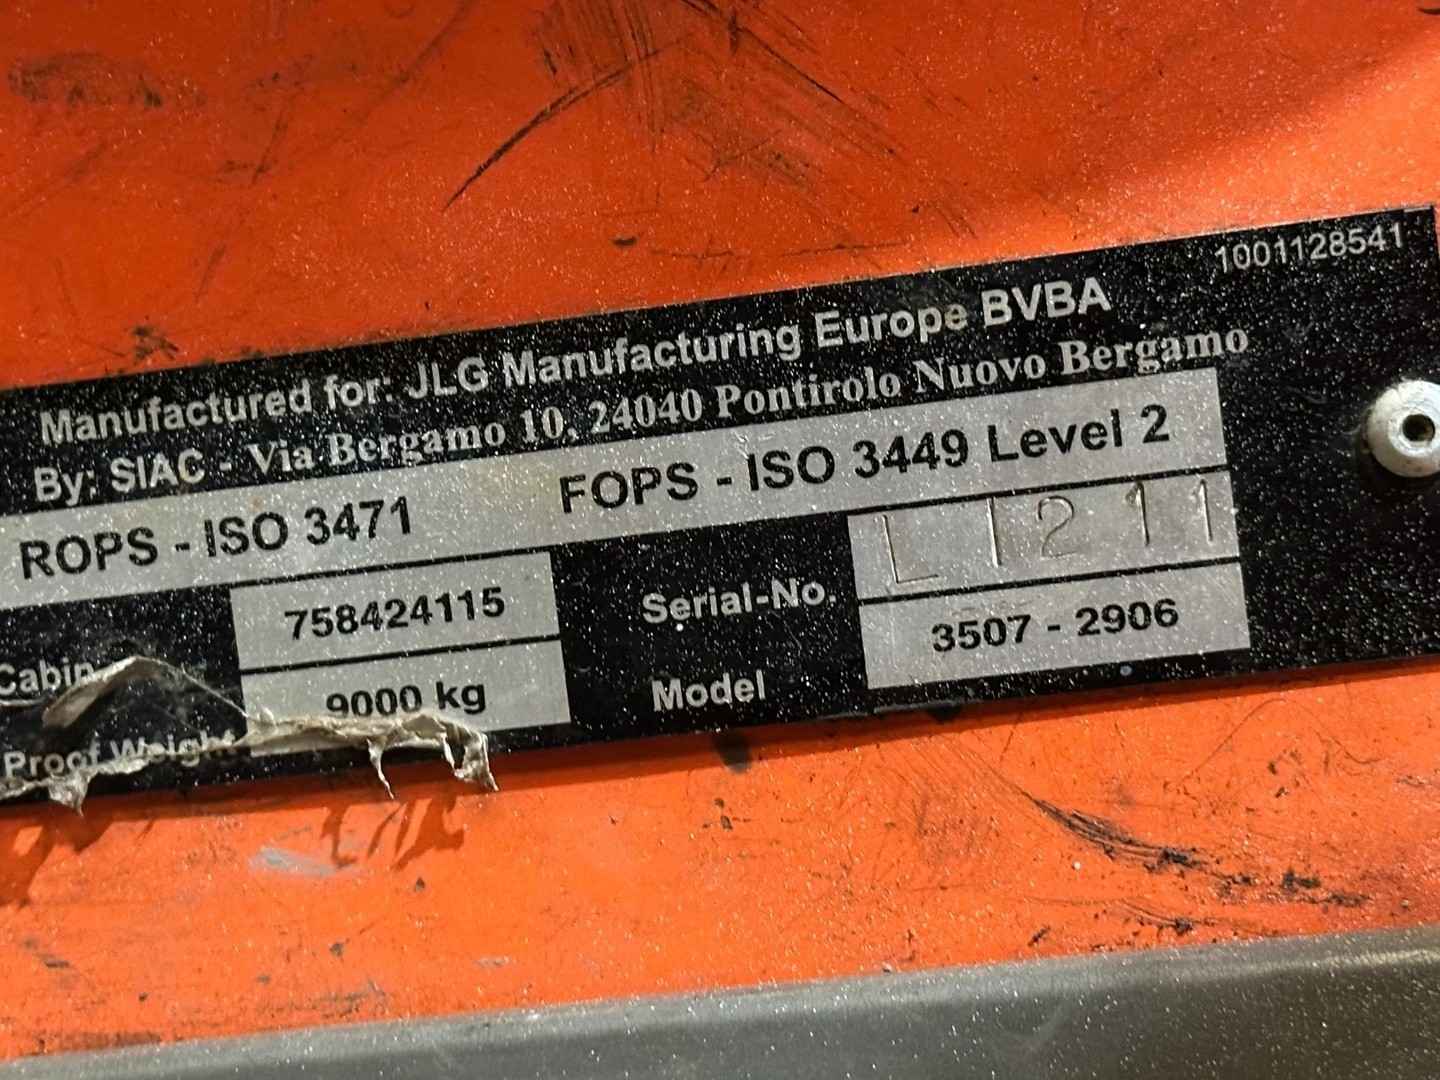 1001128541
Manufactured for: JLG Manufacturing Europe BVBA
By: SIAC - Via Bergamo 10, 24040 Pontirolo Nuovo Bergamo
ROPS - ISO 3471 FOPS - ISO 3449 Level 2
Cabin 758424115 Serial-No. L 1211
Proof Weight 9000 kg Model 3507 - 2906